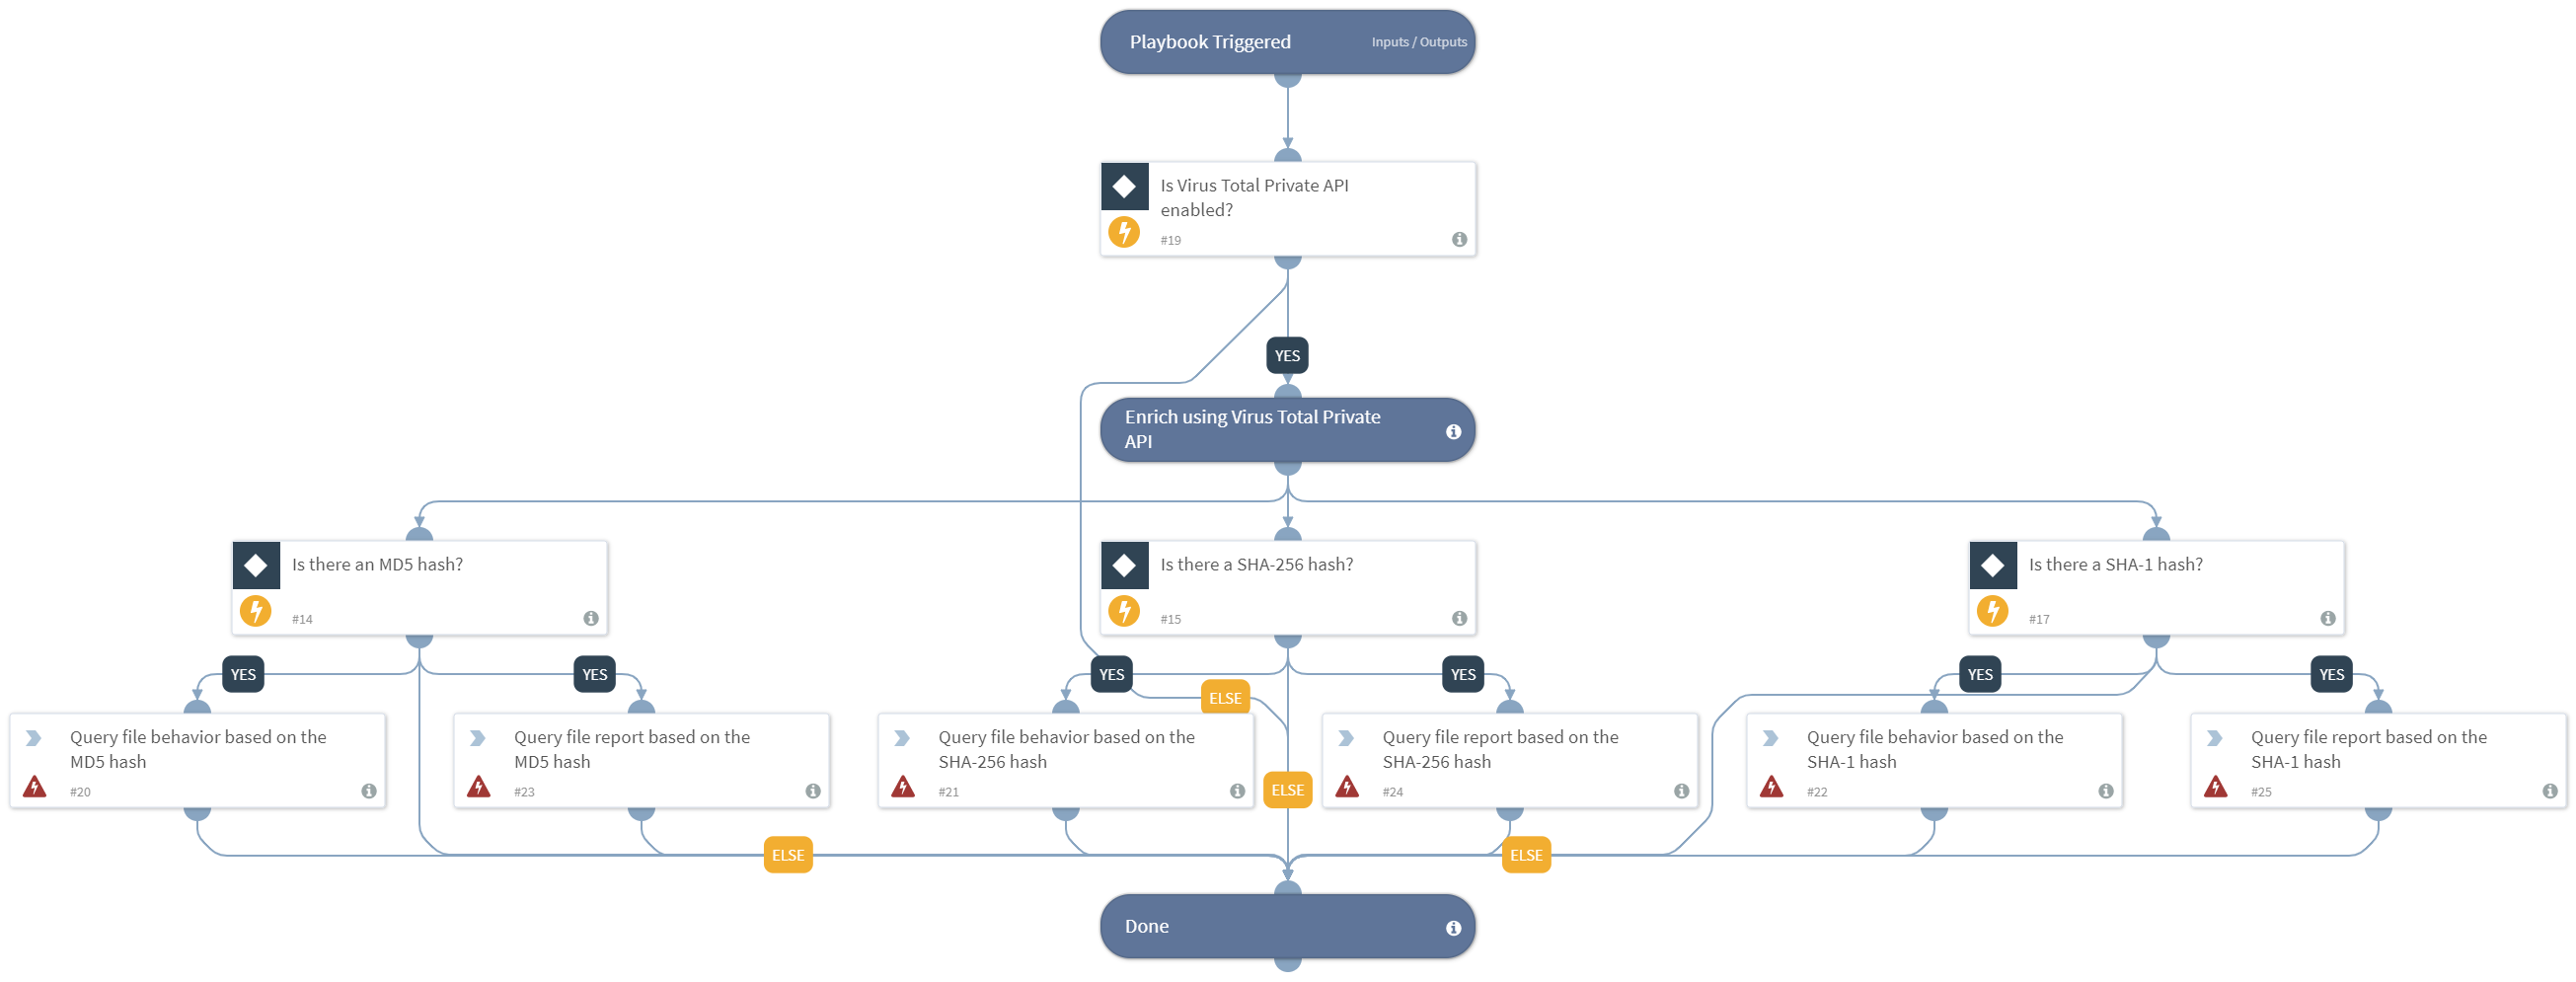 Playbook Triggered
Inputs / Outputs
Is Virus Total Private API
enabled?
#19
YES
Enrich using Virus Total Private
API
Is there an MD5 hash?
#14
Is there a SHA-256 hash?
#15
Is there a SHA-1 hash?
#17
YES
YES
YES
ELSE
YES
YES
YES
Query file behavior based on the
MD5 hash
#20
Query file report based on the
MD5 hash
#23
Query file behavior based on the
SHA-256 hash
#21
ELSE
Query file report based on the
SHA-256 hash
#24
Query file behavior based on the
SHA-1 hash
#22
Query file report based on the
SHA-1 hash
#25
ELSE
ELSE
Done